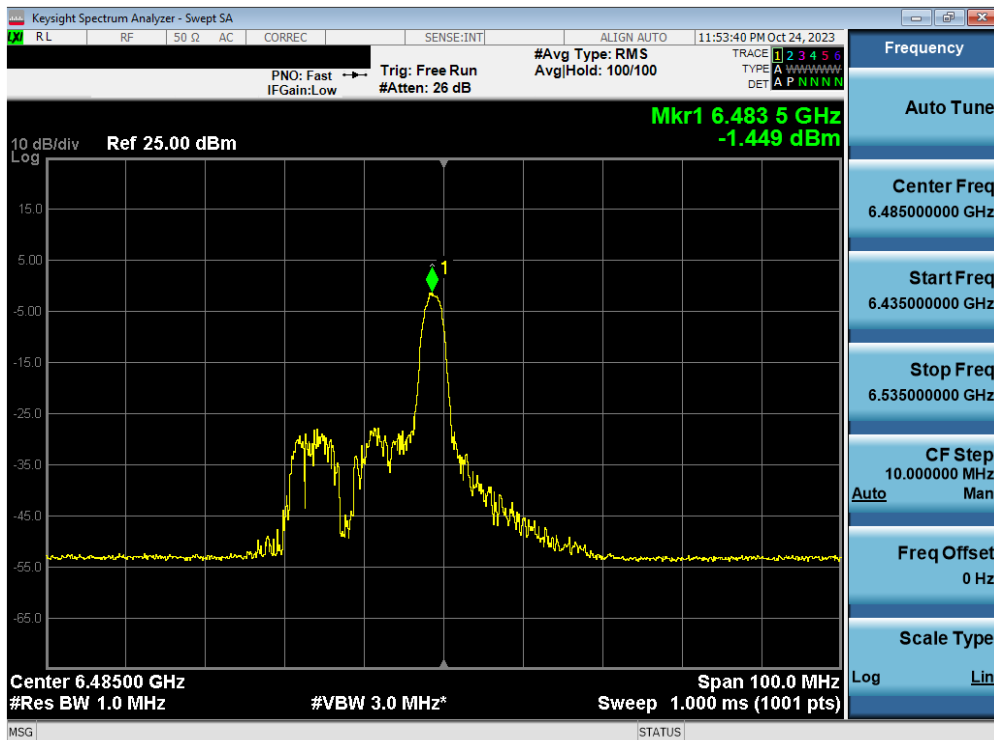 Keysight Spectrum Analyzer - Swept SA
LXI RL RF 50 Ω AC CORREC SENSE:INT ALIGN AUTO 11:53:40 PM Oct 24, 2023
PNO: Fast
IFGain:Low
Trig: Free Run
#Atten: 26 dB
#Avg Type: RMS
Avg|Hold: 100/100
TRACE 1 2 3 4 5 6
TYPE A WWWWW
DET A P N N N N
Mkr1 6.483 5 GHz
-1.449 dBm
10 dB/div Ref 25.00 dBm
Log
1
15.0
5.00
-5.00
-15.0
-25.0
-35.0
-45.0
-55.0
-65.0
Center 6.48500 GHz Span 100.0 MHz
#Res BW 1.0 MHz #VBW 3.0 MHz* Sweep 1.000 ms (1001 pts)
MSG STATUS
Frequency
Auto Tune
Center Freq
6.485000000 GHz
Start Freq
6.435000000 GHz
Stop Freq
6.535000000 GHz
CF Step
10.000000 MHz
Auto Man
Freq Offset
0 Hz
Scale Type
Log Lin